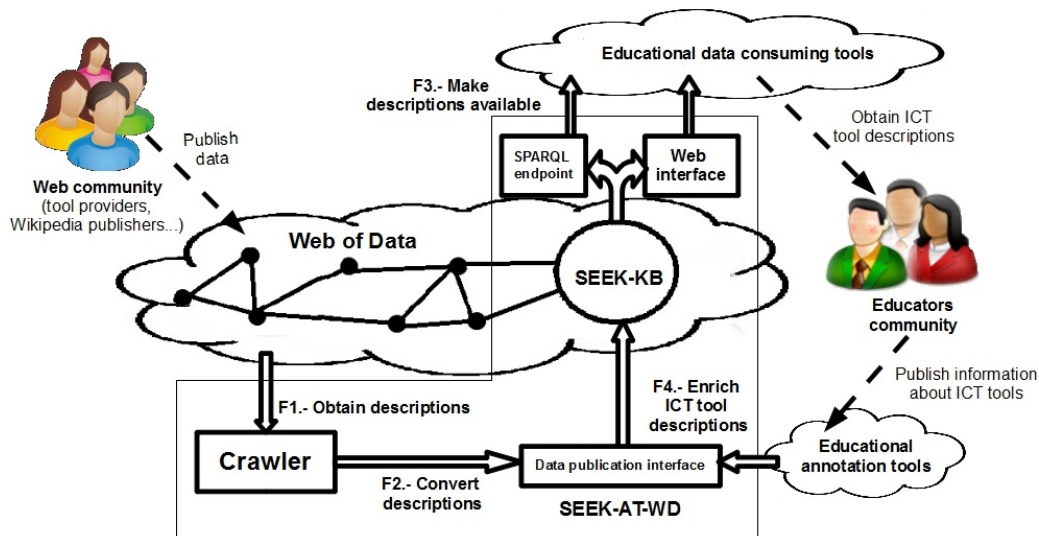 Educational data consuming tools
F3.- Make
descriptions available
Publish
data
Obtain ICT
tool descriptions
SPARQL
endpoint
Web
interface
Web community
(tool providers,
Wikipedia publishers...)
Web of Data
SEEK-KB
Educators
community
F1.- Obtain descriptions
F4.- Enrich
ICT tool
descriptions
Publish information
about ICT tools
Crawler
F2.- Convert
descriptions
Data publication interface
SEEK-AT-WD
Educational
annotation tools